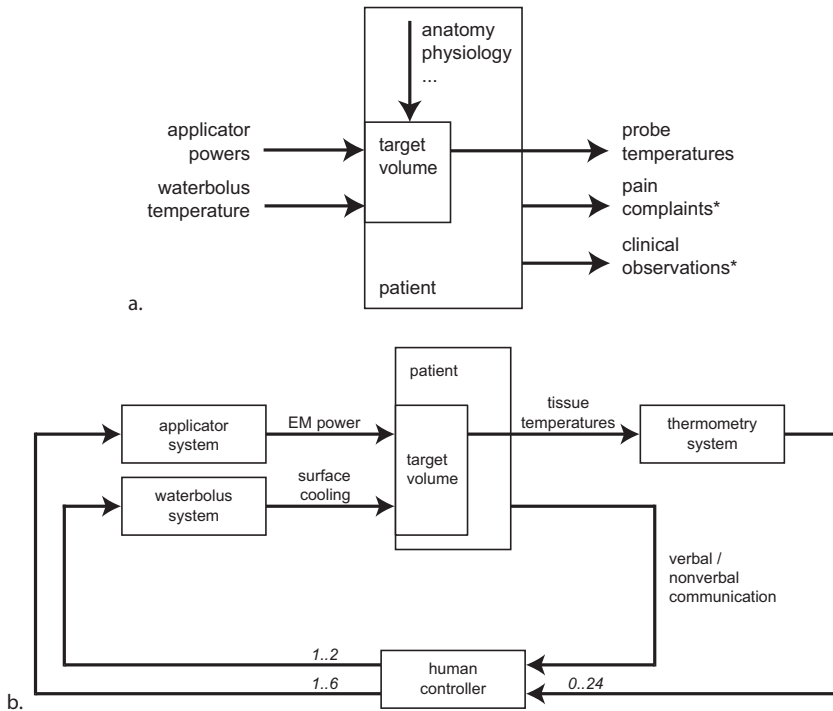 anatomy
physiology
...
applicator
powers
target
volume
probe
temperatures
waterbolus
temperature
pain
complaints*
clinical
observations*
patient
a.
patient
applicator
system
EM power
tissue
temperatures
thermometry
system
target
volume
waterbolus
system
surface
cooling
verbal /
nonverbal
communication
1..2
1..6
human
controller
0..24
b.